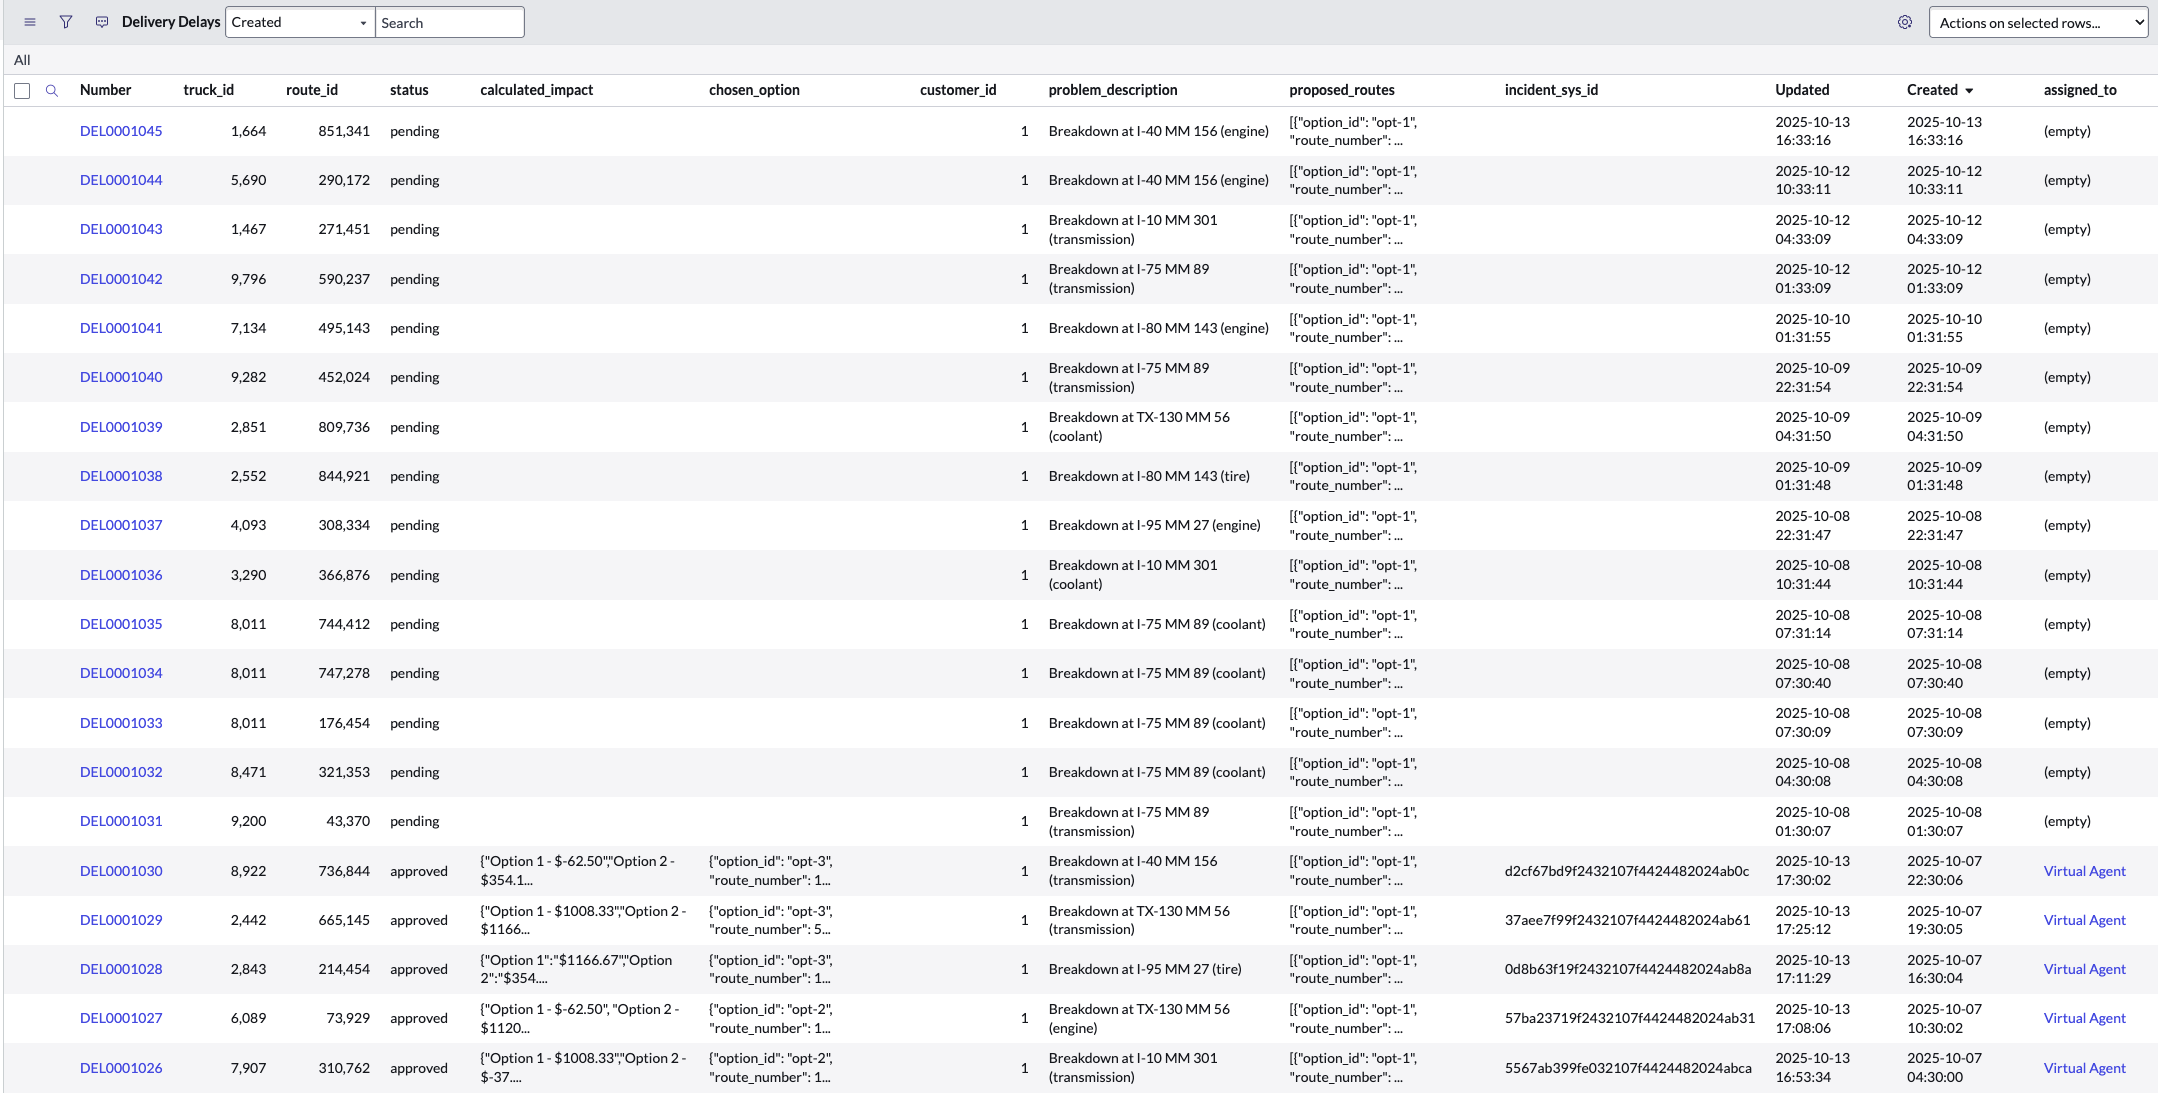 Delivery Delays Created Search Actions on selected rows...
All
Number truck_id route_id status calculated_impact chosen_option customer_id problem_description proposed_routes incident_sys_id Updated Created assigned_to
DEL0001045 1,664 851,341 pending 1 Breakdown at I-40 MM 156 (engine) [{"option_id": "opt-1", "route_number": ... 2025-10-13 16:33:16 2025-10-13 16:33:16 (empty)
DEL0001044 5,690 290,172 pending 1 Breakdown at I-40 MM 156 (engine) [{"option_id": "opt-1", "route_number": ... 2025-10-12 10:33:11 2025-10-12 10:33:11 (empty)
DEL0001043 1,467 271,451 pending 1 Breakdown at I-10 MM 301 (transmission) [{"option_id": "opt-1", "route_number": ... 2025-10-12 04:33:09 2025-10-12 04:33:09 (empty)
DEL0001042 9,796 590,237 pending 1 Breakdown at I-75 MM 89 (transmission) [{"option_id": "opt-1", "route_number": ... 2025-10-12 01:33:09 2025-10-12 01:33:09 (empty)
DEL0001041 7,134 495,143 pending 1 Breakdown at I-80 MM 143 (engine) [{"option_id": "opt-1", "route_number": ... 2025-10-10 01:31:55 2025-10-10 01:31:55 (empty)
DEL0001040 9,282 452,024 pending 1 Breakdown at I-75 MM 89 (transmission) [{"option_id": "opt-1", "route_number": ... 2025-10-09 22:31:54 2025-10-09 22:31:54 (empty)
DEL0001039 2,851 809,736 pending 1 Breakdown at TX-130 MM 56 (coolant) [{"option_id": "opt-1", "route_number": ... 2025-10-09 04:31:50 2025-10-09 04:31:50 (empty)
DEL0001038 2,552 844,921 pending 1 Breakdown at I-80 MM 143 (tire) [{"option_id": "opt-1", "route_number": ... 2025-10-09 01:31:48 2025-10-09 01:31:48 (empty)
DEL0001037 4,093 308,334 pending 1 Breakdown at I-95 MM 27 (engine) [{"option_id": "opt-1", "route_number": ... 2025-10-08 22:31:47 2025-10-08 22:31:47 (empty)
DEL0001036 3,290 366,876 pending 1 Breakdown at I-10 MM 301 (coolant) [{"option_id": "opt-1", "route_number": ... 2025-10-08 10:31:44 2025-10-08 10:31:44 (empty)
DEL0001035 8,011 744,412 pending 1 Breakdown at I-75 MM 89 (coolant) [{"option_id": "opt-1", "route_number": ... 2025-10-08 07:31:14 2025-10-08 07:31:14 (empty)
DEL0001034 8,011 747,278 pending 1 Breakdown at I-75 MM 89 (coolant) [{"option_id": "opt-1", "route_number": ... 2025-10-08 07:30:40 2025-10-08 07:30:40 (empty)
DEL0001033 8,011 176,454 pending 1 Breakdown at I-75 MM 89 (coolant) [{"option_id": "opt-1", "route_number": ... 2025-10-08 07:30:09 2025-10-08 07:30:09 (empty)
DEL0001032 8,471 321,353 pending 1 Breakdown at I-75 MM 89 (coolant) [{"option_id": "opt-1", "route_number": ... 2025-10-08 04:30:08 2025-10-08 04:30:08 (empty)
DEL0001031 9,200 43,370 pending 1 Breakdown at I-75 MM 89 (transmission) [{"option_id": "opt-1", "route_number": ... 2025-10-08 01:30:07 2025-10-08 01:30:07 (empty)
DEL0001030 8,922 736,844 approved {"Option 1 - $-62.50","Option 2 - $354.1... {"option_id": "opt-3", "route_number": 1... 1 Breakdown at I-40 MM 156 (transmission) [{"option_id": "opt-1", "route_number": ... d2cf67bd9f2432107f4424482024ab0c 2025-10-13 17:30:02 2025-10-07 22:30:06 Virtual Agent
DEL0001029 2,442 665,145 approved {"Option 1 - $1008.33","Option 2 - $1166... {"option_id": "opt-3", "route_number": 5... 1 Breakdown at TX-130 MM 56 (transmission) [{"option_id": "opt-1", "route_number": ... 37aee7f99f2432107f4424482024ab61 2025-10-13 17:25:12 2025-10-07 19:30:05 Virtual Agent
DEL0001028 2,843 214,454 approved {"Option 1":"$1166.67","Option 2":"$354.... {"option_id": "opt-3", "route_number": 1... 1 Breakdown at I-95 MM 27 (tire) [{"option_id": "opt-1", "route_number": ... 0d8b63f19f2432107f4424482024ab8a 2025-10-13 17:11:29 2025-10-07 16:30:04 Virtual Agent
DEL0001027 6,089 73,929 approved {"Option 1 - $-62.50", "Option 2 - $1120... {"option_id": "opt-2", "route_number": 1... 1 Breakdown at TX-130 MM 56 (engine) [{"option_id": "opt-1", "route_number": ... 57ba23719f2432107f4424482024ab31 2025-10-13 17:08:06 2025-10-07 10:30:02 Virtual Agent
DEL0001026 7,907 310,762 approved {"Option 1 - $1008.33","Option 2 - $-37.... {"option_id": "opt-2", "route_number": 1... 1 Breakdown at I-10 MM 301 (transmission) [{"option_id": "opt-1", "route_number": ... 5567ab399fe032107f4424482024abca 2025-10-13 16:53:34 2025-10-07 04:30:00 Virtual Agent